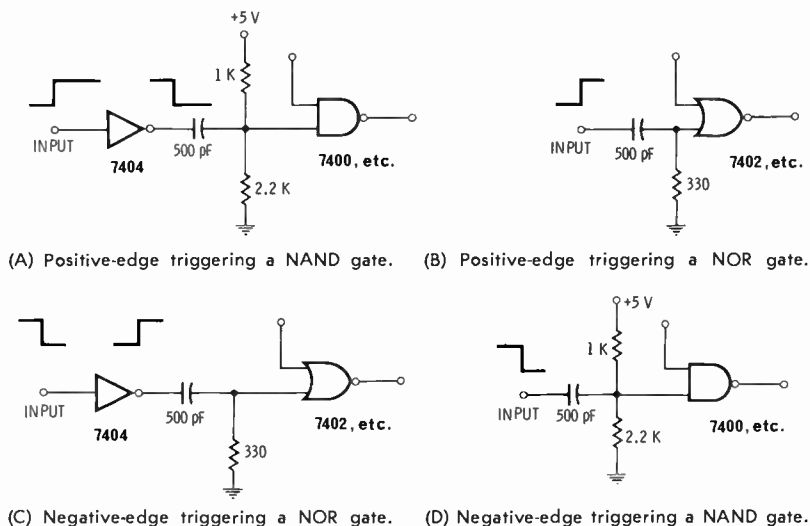 +5 V
1 K
INPUT
7404
500 pF
7400, etc.
2.2 K
(A) Positive-edge triggering a NAND gate.
INPUT
500 pF
7402, etc.
330
(B) Positive-edge triggering a NOR gate.
INPUT
7404
500 pF
7402, etc.
330
(C) Negative-edge triggering a NOR gate.
+5 V
1 K
INPUT
500 pF
7400, etc.
2.2 K
(D) Negative-edge triggering a NAND gate.